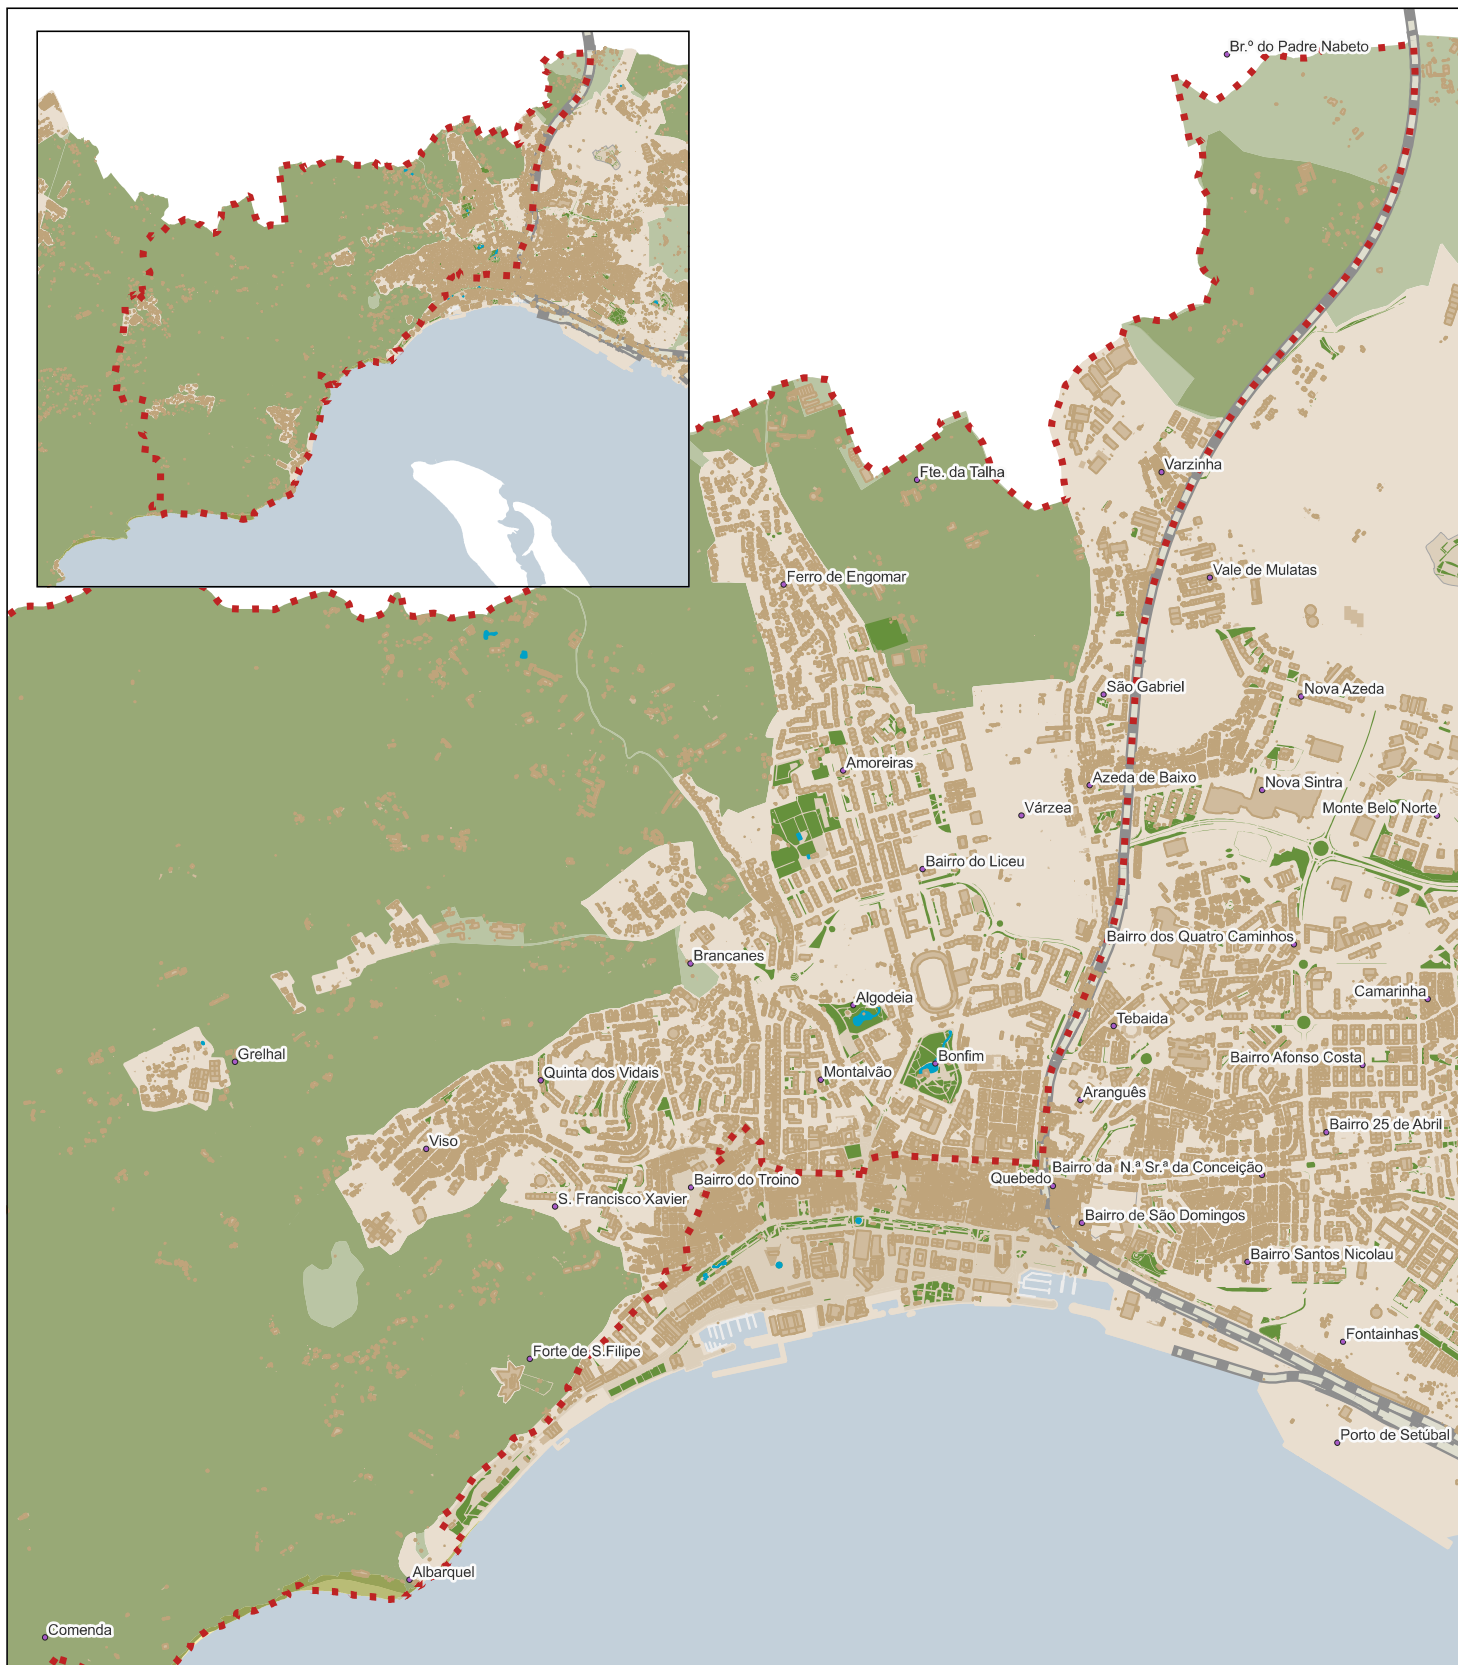 Br.º do Padre Nabeto
Varzinha
Fte. da Talha
Vale de Mulatas
Ferro de Engomar
São Gabriel
Nova Azeda
Amoreiras
Azeda de Baixo
Nova Sintra
Várzea
Monte Belo Norte
Bairro do Liceu
Bairro dos Quatro Caminhos
Brancanes
Camarinha
Algodeia
Tebaida
Grelhal
Bonfim
Bairro Afonso Costa
Quinta dos Vidais
Montalvão
Aranguês
Viso
Bairro 25 de Abril
Bairro da N.ª Sr.ª da Conceição
Bairro do Troino
Quebedo
S. Francisco Xavier
Bairro de São Domingos
Bairro Santos Nicolau
Fontainhas
Forte de S.Filipe
Porto de Setúbal
Albarquel
Comenda